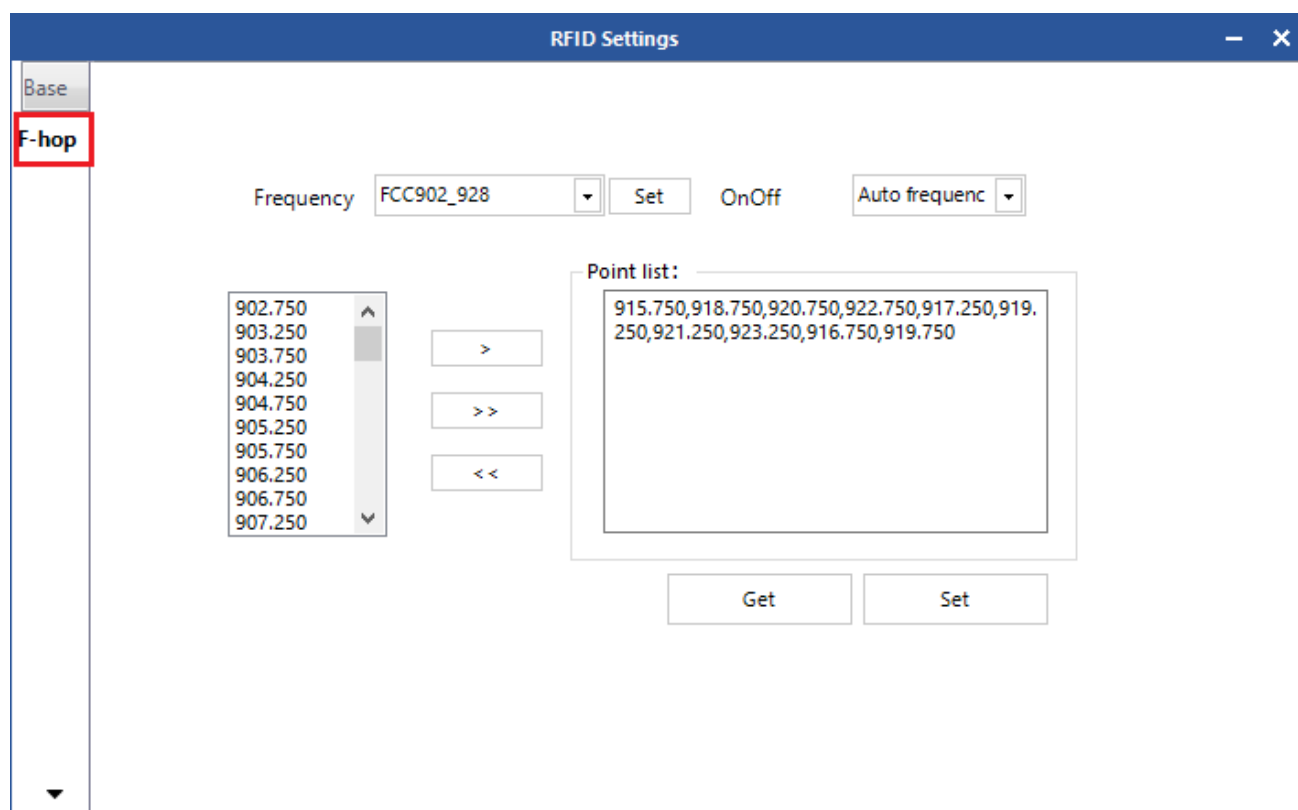 RFID Settings
Base
F-hop
Frequency
FCC902_928
Set
OnOff
Auto frequenc
Point list:
902.750
903.250
903.750
904.250
904.750
905.250
905.750
906.250
906.750
907.250
>
>>
<<
915.750,918.750,920.750,922.750,917.250,919.
250,921.250,923.250,916.750,919.750
Get
Set